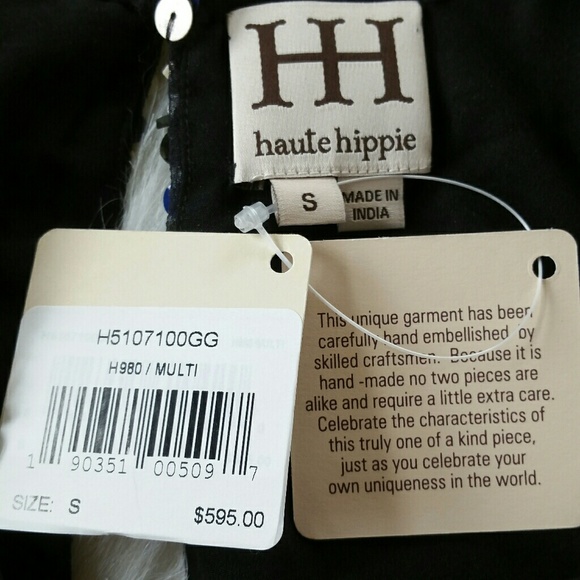 HH
haute hippie
S
MADE IN
INDIA
H5107100GG
H980 / MULTI
1 90351 00509 7
SIZE: S
$595.00
This unique garment has been
carefully hand embellished by
skilled craftsmen. Because it is
hand -made no two pieces are
alike and require a little extra care.
Celebrate the characteristics of
this truly one of a kind piece,
just as you celebrate your
own uniqueness in the world.